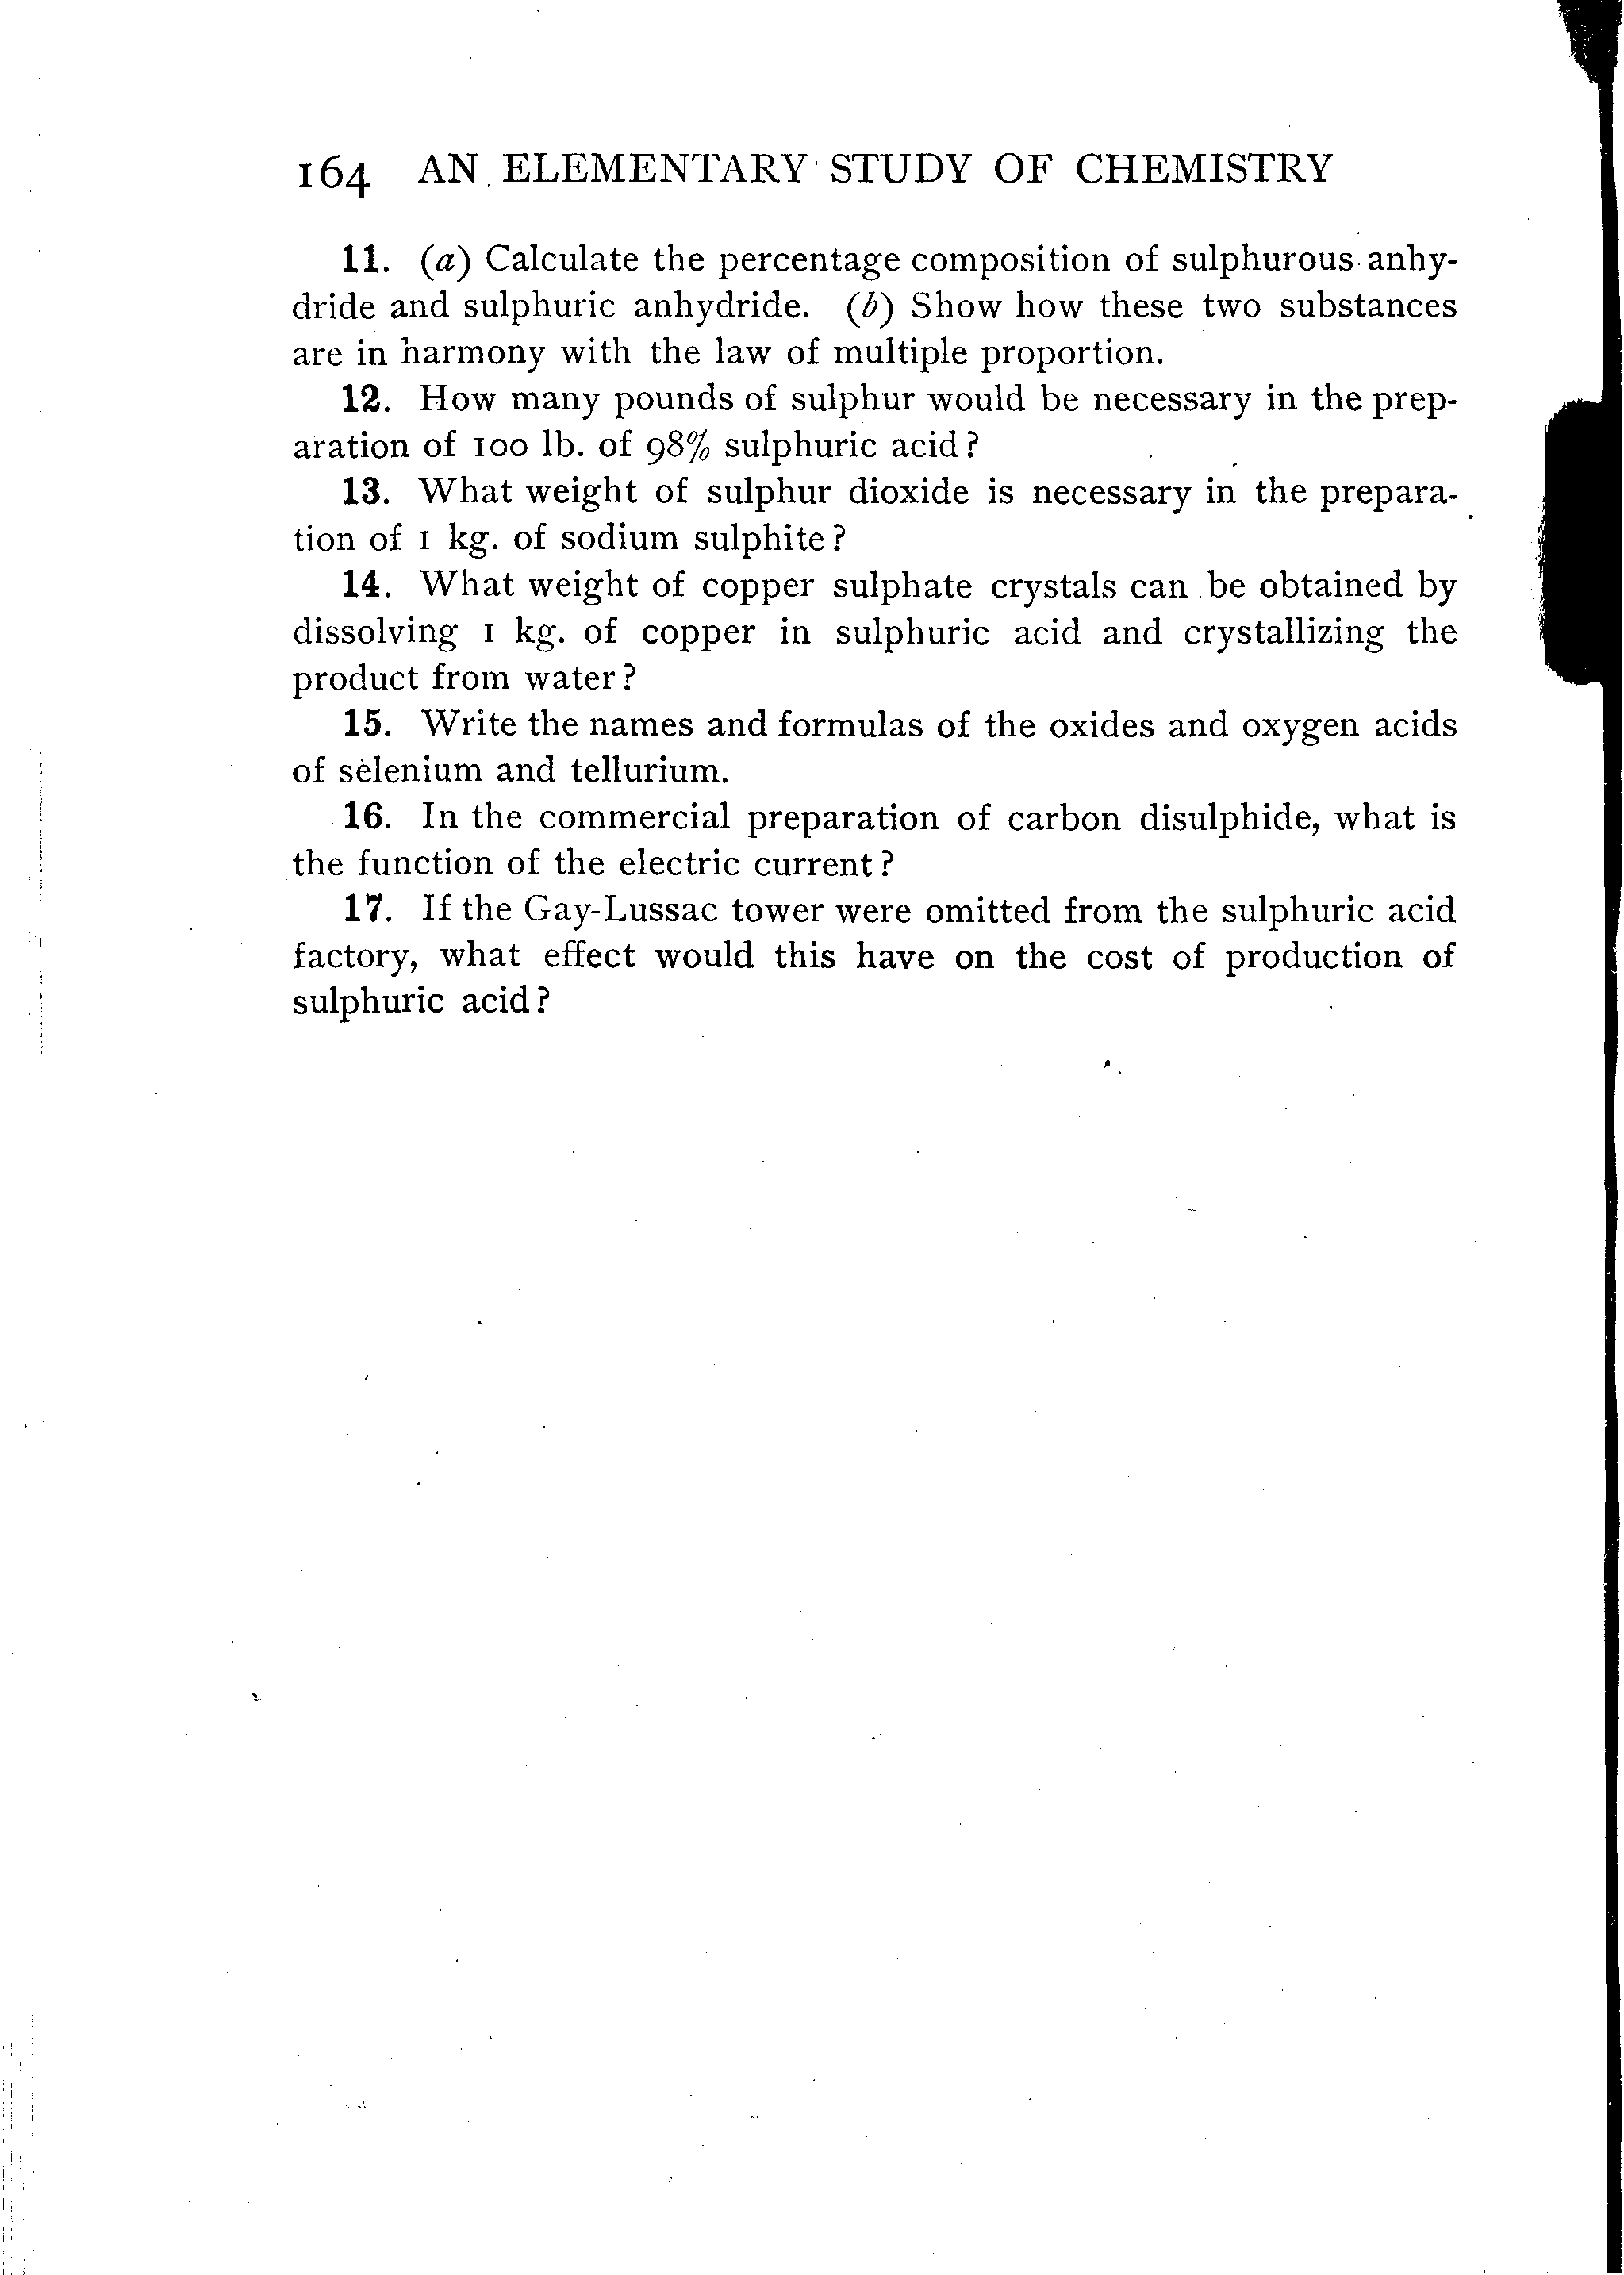 164 AN ELEMENTARY STUDY OF CHEMISTRY
11. (a) Calculate the percentage composition of sulphurous anhy-
dride and sulphuric anhydride. (b) Show how these two substances
are in harmony with the law of multiple proportion.
12. How many pounds of sulphur would be necessary in the prep-
aration of 100 lb. of 98% sulphuric acid?
13. What weight of sulphur dioxide is necessary in the prepara-
tion of 1 kg. of sodium sulphite?
14. What weight of copper sulphate crystals can be obtained by
dissolving 1 kg. of copper in sulphuric acid and crystallizing the
product from water?
15. Write the names and formulas of the oxides and oxygen acids
of selenium and tellurium.
16. In the commercial preparation of carbon disulphide, what is
the function of the electric current?
17. If the Gay-Lussac tower were omitted from the sulphuric acid
factory, what effect would this have on the cost of production of
sulphuric acid?